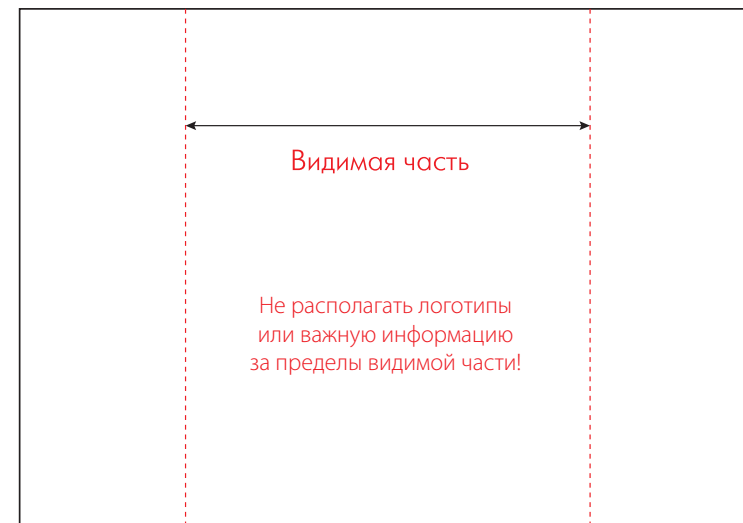 Видимая часть
Не располагать логотипы
или важную информацию
за пределы видимой части!